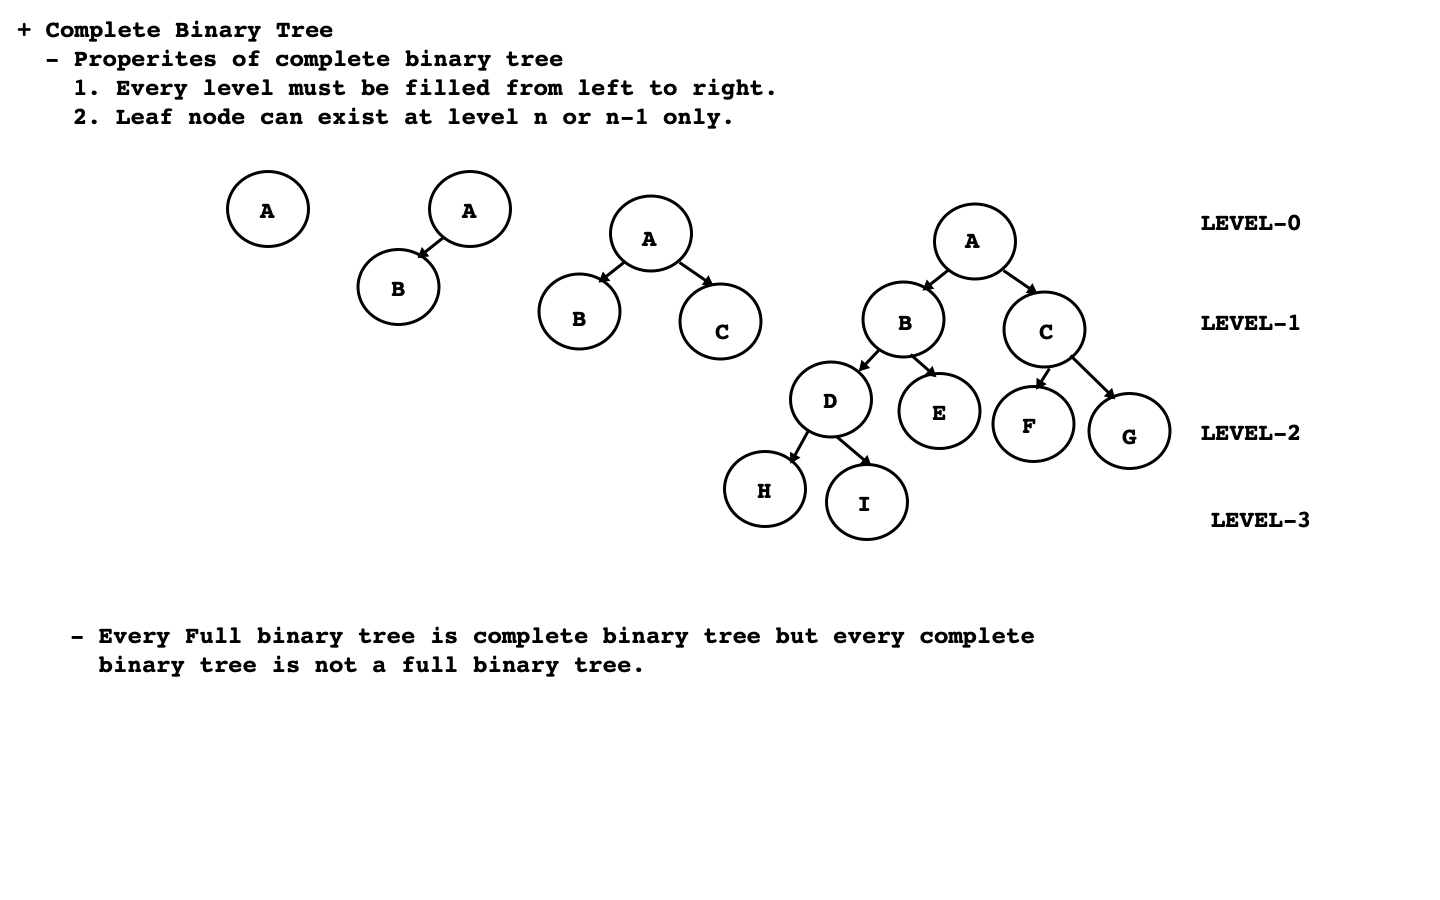 + Complete Binary Tree
- Properites of complete binary tree
1. Every level must be filled from left to right.
2. Leaf node can exist at level n or n-1 only.
A
A
B
A
B
C
A
B
C
D
E
F
G
H
I
LEVEL-0
LEVEL-1
LEVEL-2
LEVEL-3
- Every Full binary tree is complete binary tree but every complete
binary tree is not a full binary tree.